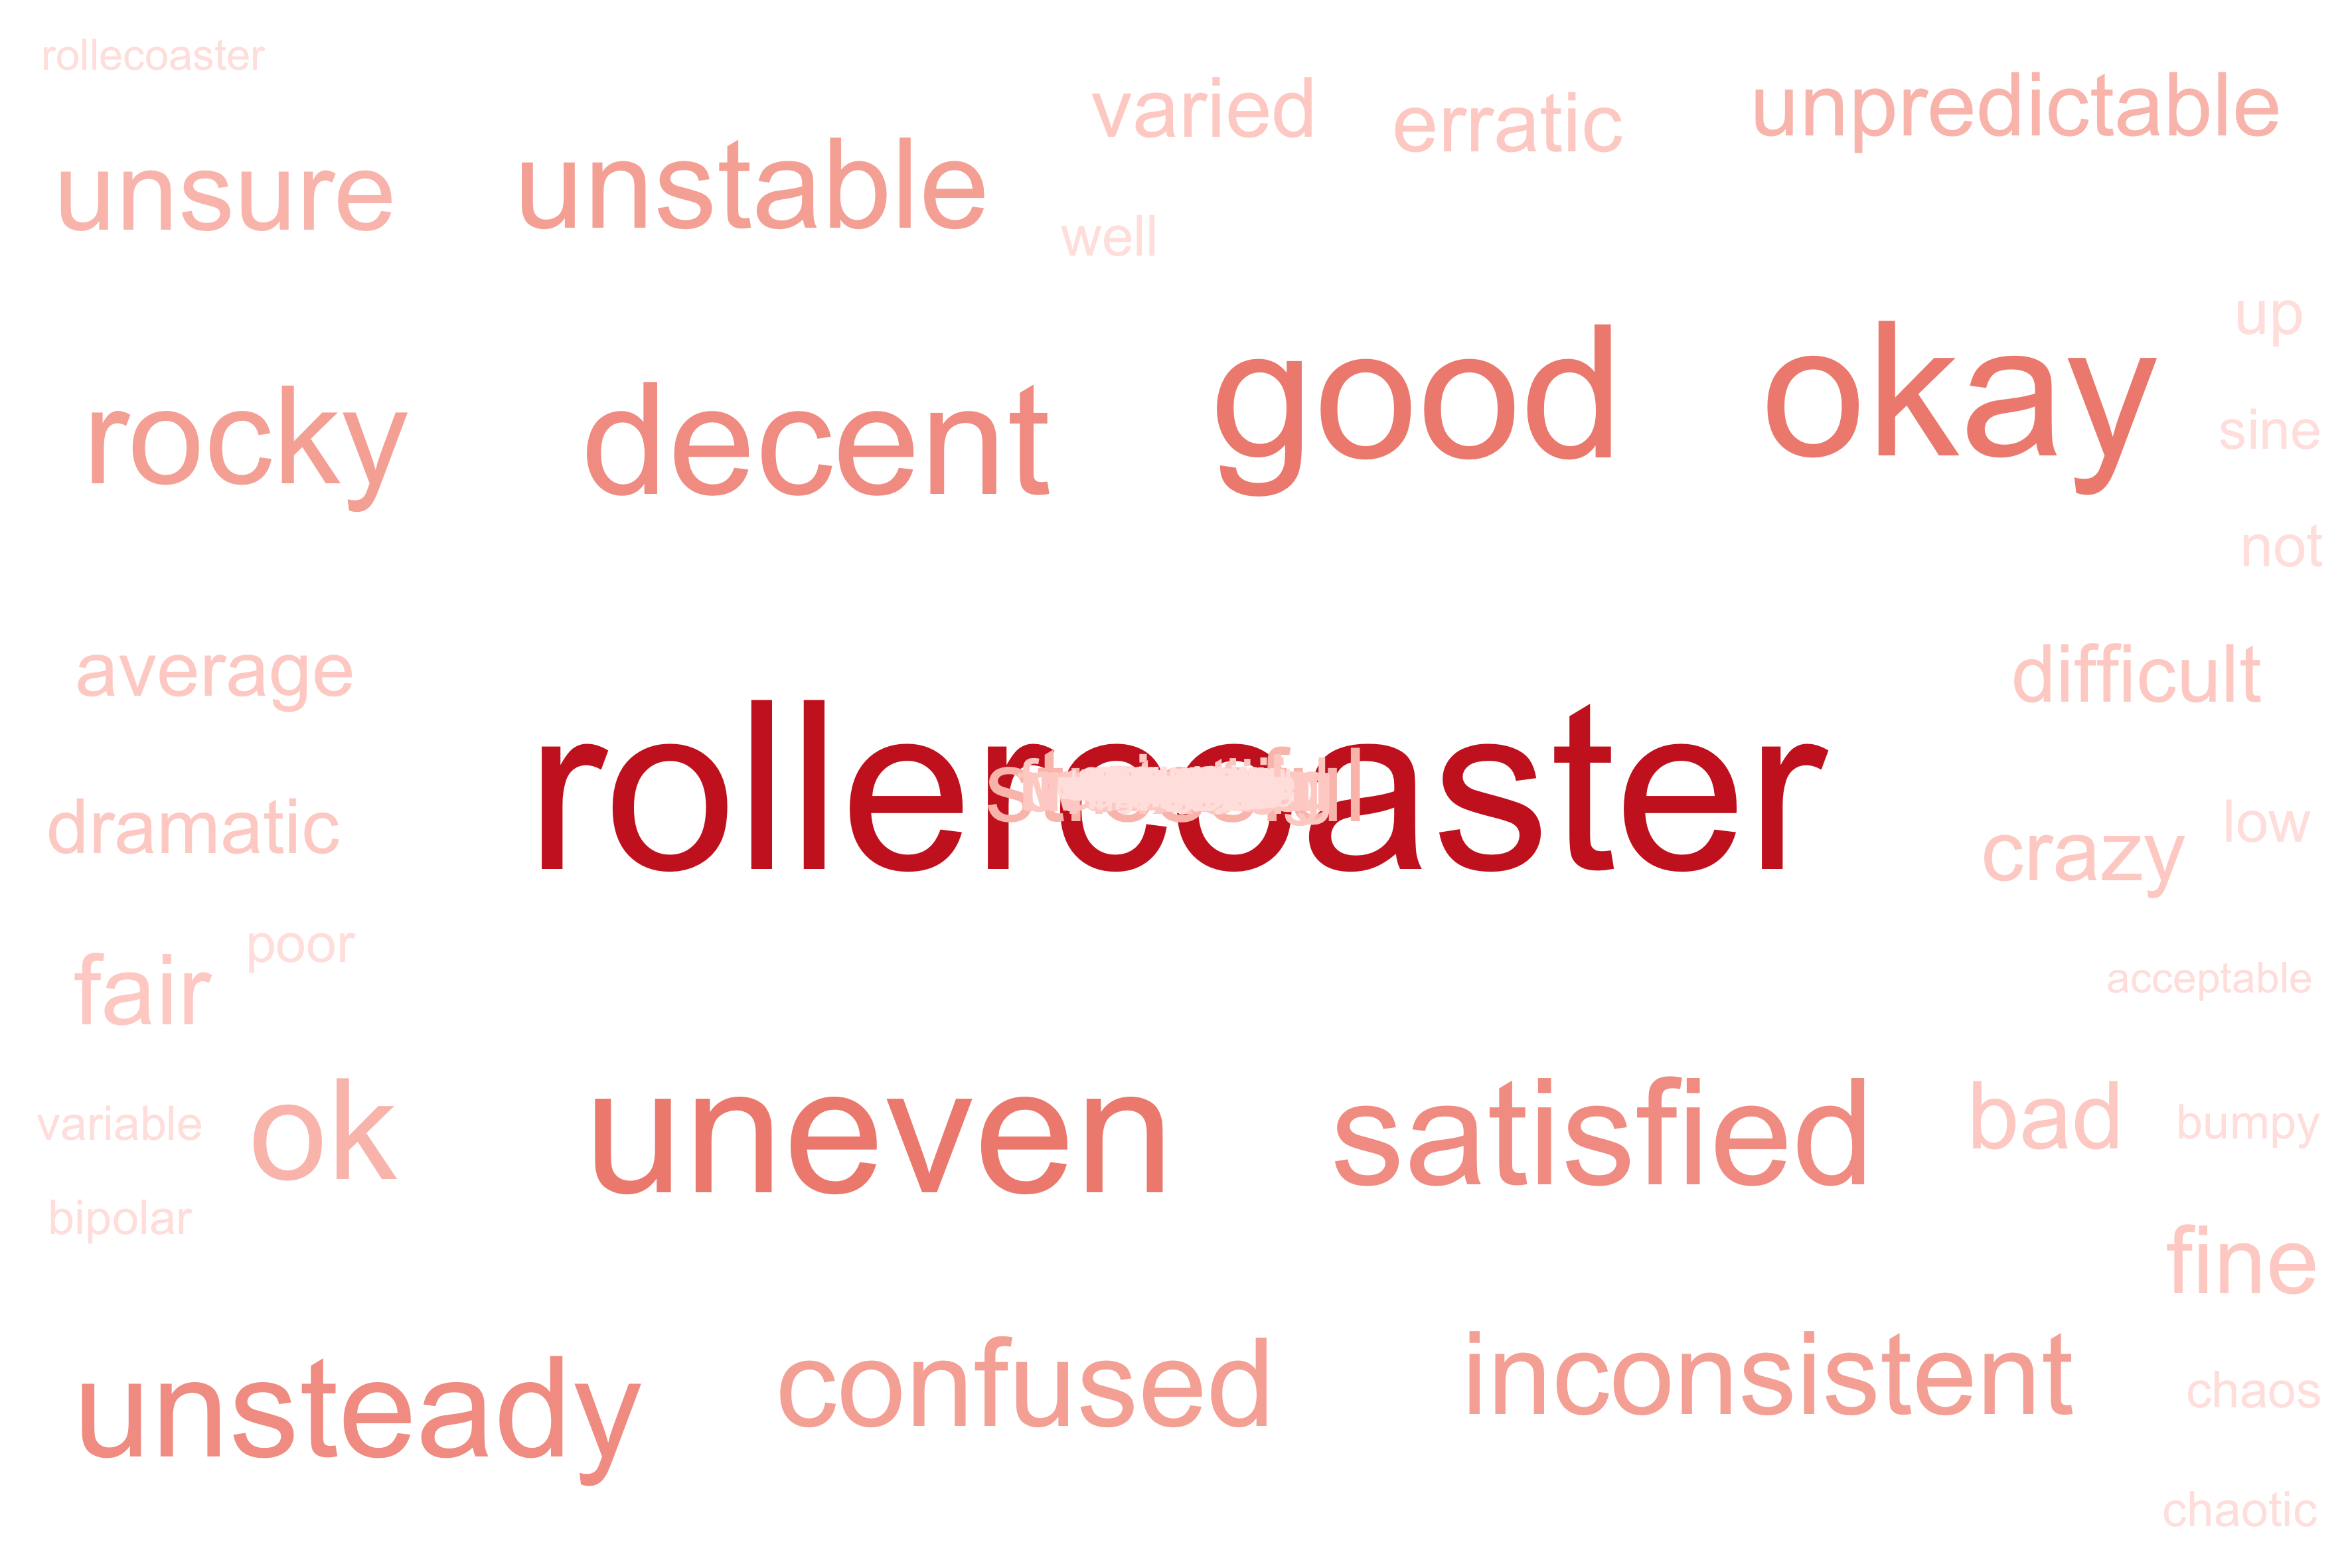 rollecoaster
varied erratic unpredictable
unsure unstable
well
up
rocky decent good okay
sine
not
average difficult
rollercoaster
dramatic crazy low
poor
fair acceptable
variable ok uneven satisfied bad bumpy
bipolar
fine
unsteady confused inconsistent
chaos
chaotic